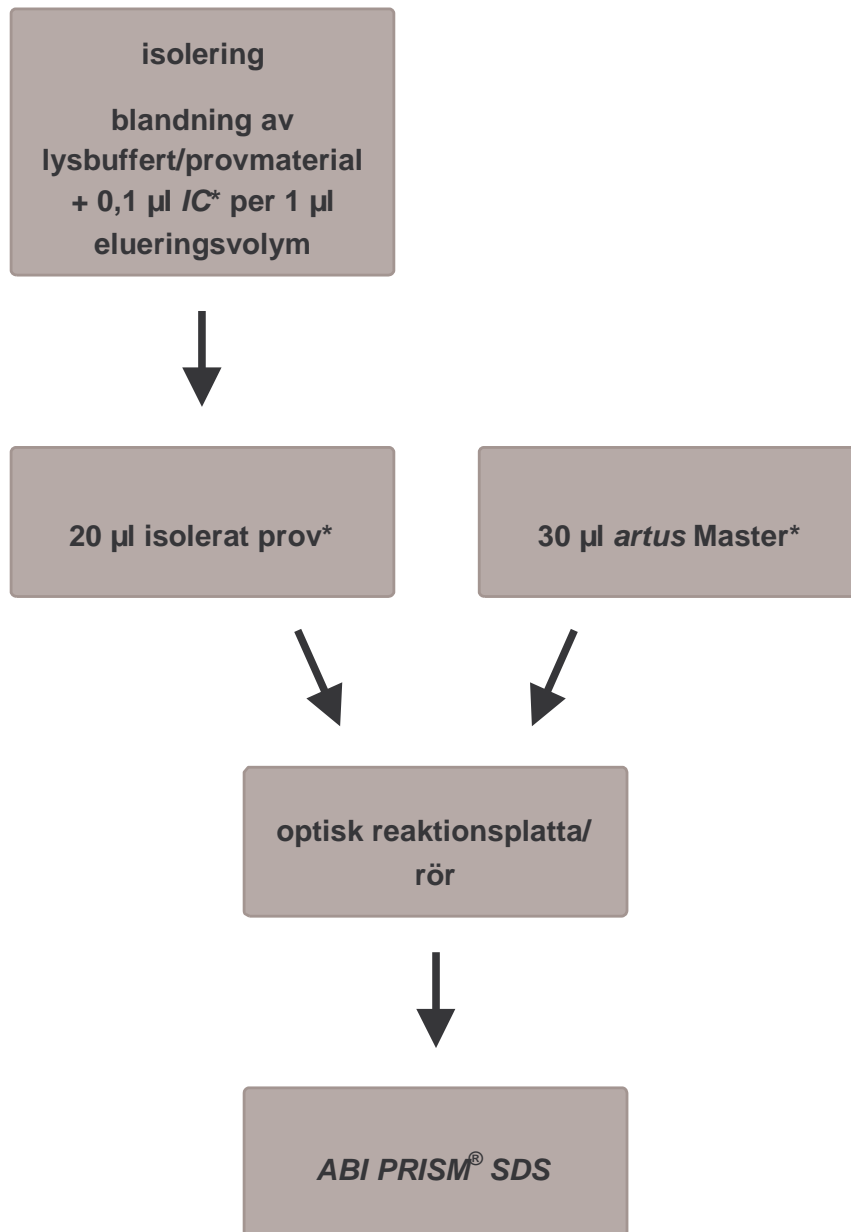 isolering
blandning av
lysbuffert/provmaterial
+ 0,1 µl IC* per 1 µl
elueringsvolym
20 µl isolerat prov*
30 µl artus Master*
optisk reaktionsplatta/
rör
ABI PRISM® SDS